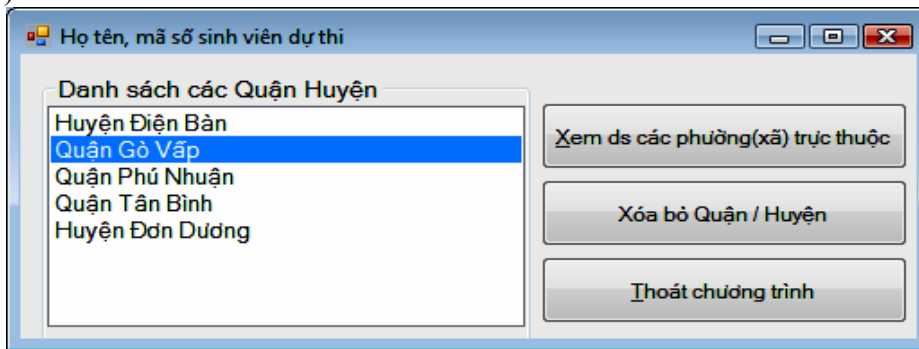 )
Họ tên, mã số sinh viên dự thi
Danh sách các Quận Huyện
Huyện Điện Bàn
Quận Gò Vấp
Quận Phú Nhuận
Quận Tân Bình
Huyện Đơn Dương
Xem ds các phường(xã) trực thuộc
Xóa bỏ Quận / Huyện
Thoát chương trình